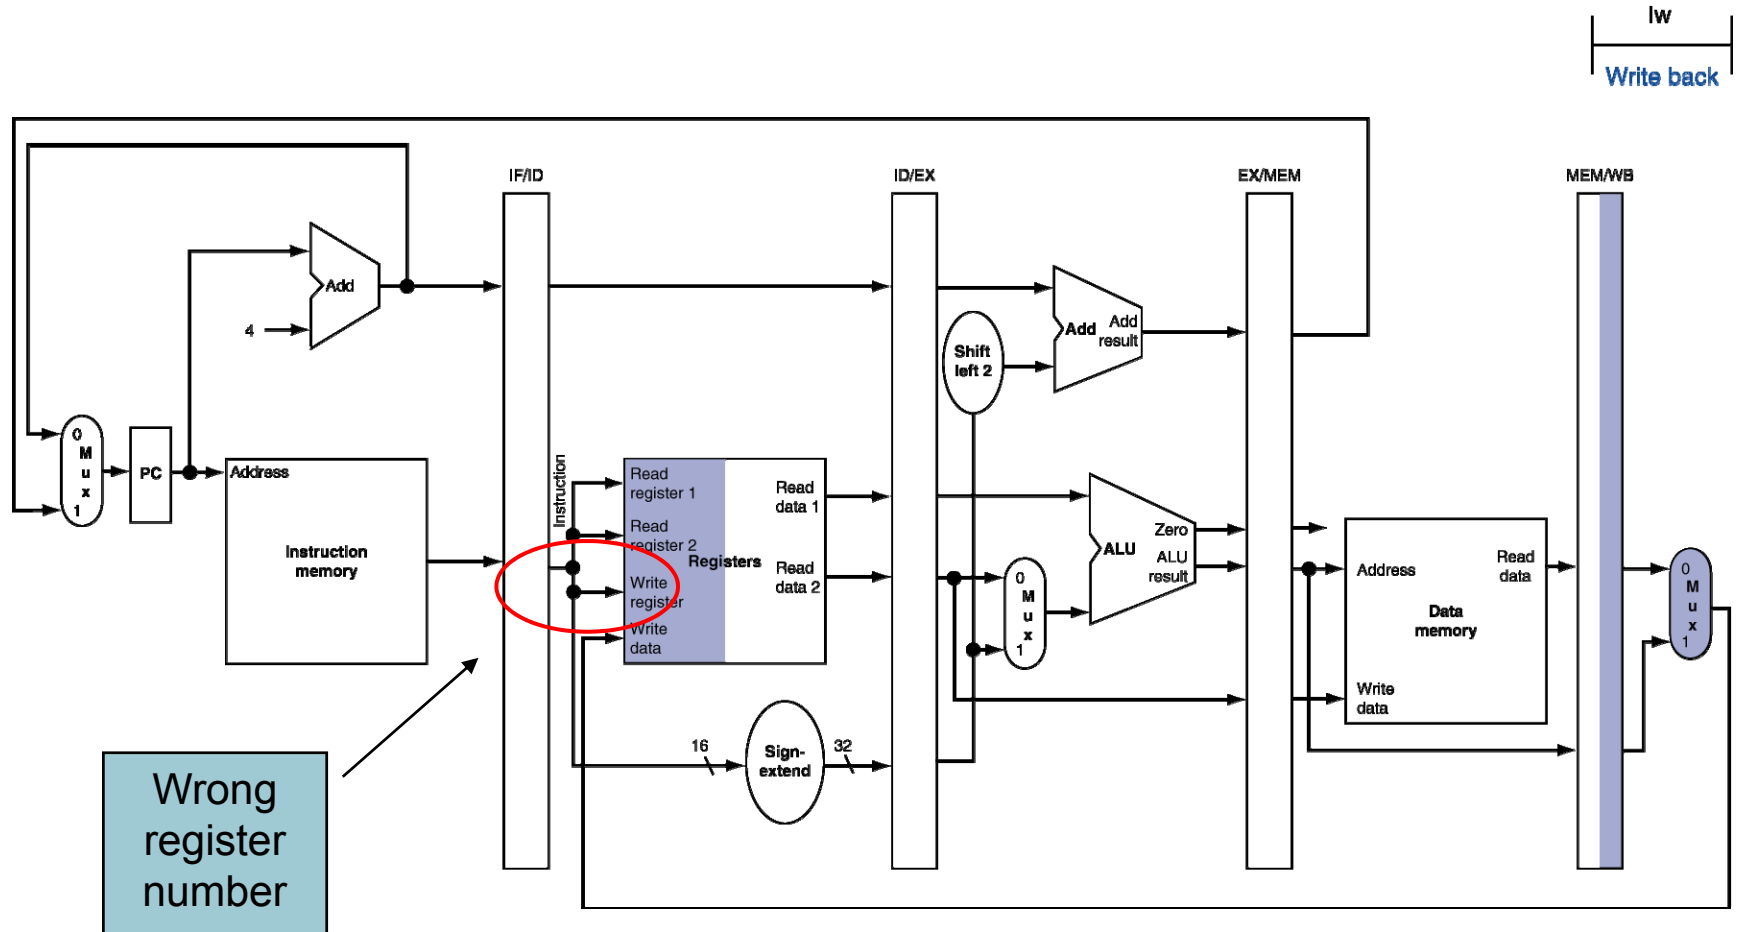 lw
Write back
IF/ID
ID/EX
EX/MEM
MEM/WB
Add
4
Add
Add
result
Shift
left 2
0
M
u
x
1
PC
Address
Instruction
memory
Instruction
Read
register 1
Read
register 2
Write
register
Write
data
Registers
Read
data 1
Read
data 2
16
Sign-
extend
32
0
M
u
x
1
Zero
ALU
ALU
result
Address
Read
data
Data
memory
Write
data
0
M
u
x
1
Wrong
register
number